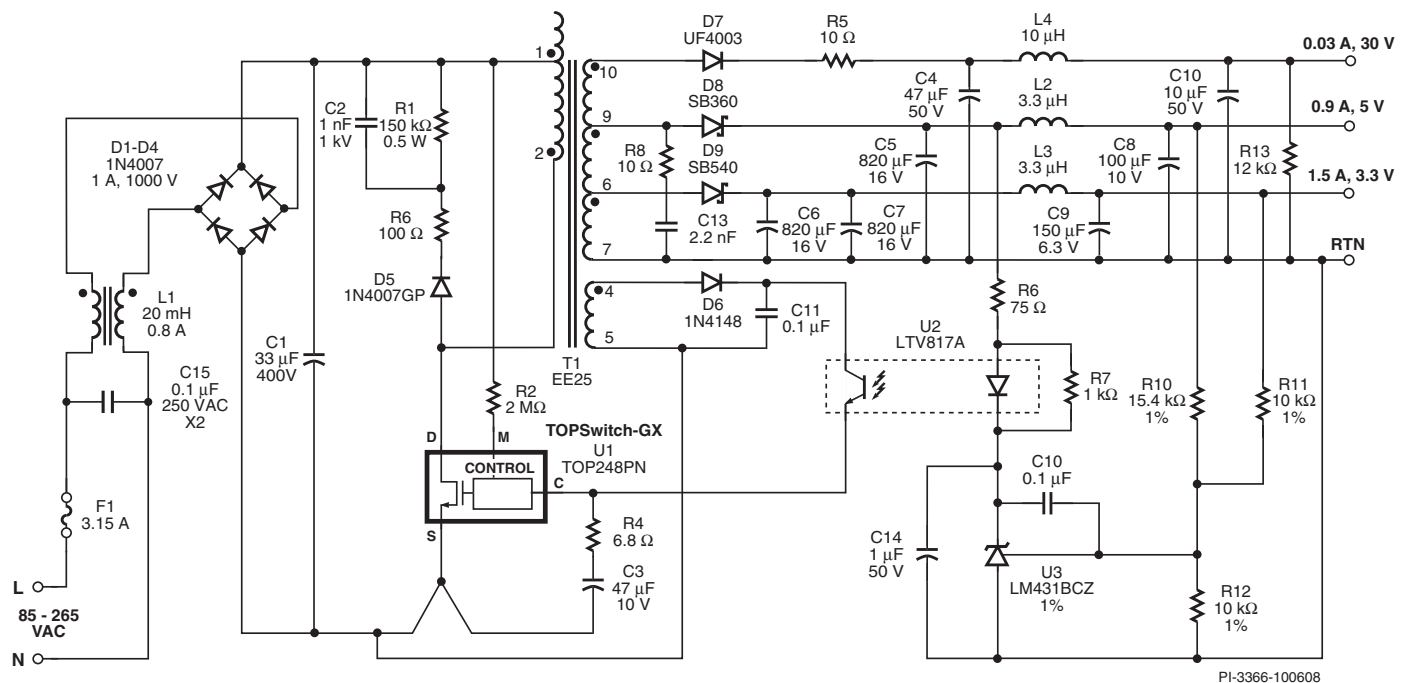 D7
UF4003
R5
10 Ω
L4
10 µH
0.03 A, 30 V
1
10
C2
1 nF
1 kV
R1
150 kΩ
0.5 W
D8
SB360
C4
47 µF
50 V
L2
3.3 µH
C10
10 µF
50 V
0.9 A, 5 V
9
D1-D4
1N4007
1 A, 1000 V
2
R8
10 Ω
D9
SB540
C5
820 µF
16 V
L3
3.3 µH
C8
100 µF
10 V
R13
12 kΩ
1.5 A, 3.3 V
6
R6
100 Ω
C13
2.2 nF
C6
820 µF
16 V
C7
820 µF
16 V
C9
150 µF
6.3 V
RTN
7
D5
1N4007GP
4
D6
1N4148
C11
0.1 µF
5
R6
75 Ω
L1
20 mH
0.8 A
C1
33 µF
400V
T1
EE25
U2
LTV817A
C15
0.1 µF
250 VAC
X2
R2
2 MΩ
R7
1 kΩ
R10
15.4 kΩ
1%
R11
10 kΩ
1%
D
M
TOPSwitch-GX
U1
TOP248PN
CONTROL
C
S
F1
3.15 A
R4
6.8 Ω
C10
0.1 µF
C3
47 µF
10 V
C14
1 µF
50 V
U3
LM431BCZ
1%
R12
10 kΩ
1%
L
85 - 265
VAC
N
PI-3366-100608